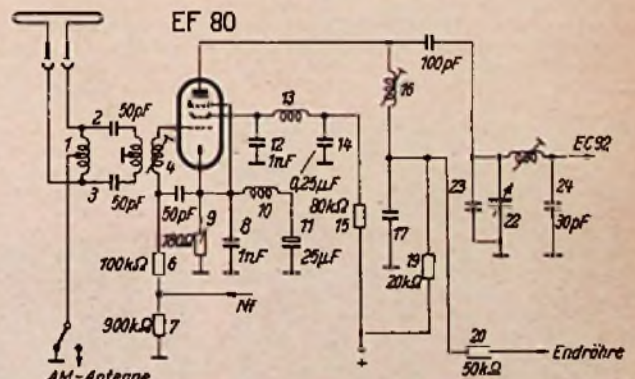 EF 80
100pF
16
50pF
2
13
1
4
12
1nF
14
EC92
3
50pF
50pF
9
180Ω
8
1nF
10
0,25µF
11
25µF
80kΩ
15
17
23
22
24
30pF
100kΩ
6
19
20kΩ
Nf
900kΩ
7
20
50kΩ
Endröhre
+
AM-Antenne